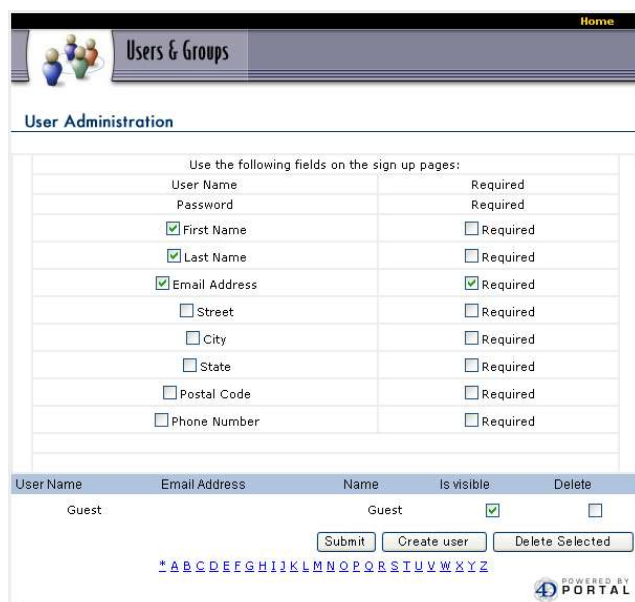 Home
Users & Groups
User Administration
Use the following fields on the sign up pages:
User Name Required
Password Required
First Name Required
Last Name Required
Email Address Required
Street Required
City Required
State Required
Postal Code Required
Phone Number Required
User Name Email Address Name Is visible Delete
Guest Guest
Submit Create user Delete Selected
* A B C D E F G H I J K L M N O P Q R S T U V W X Y Z
4D POWERED BY
PORTAL